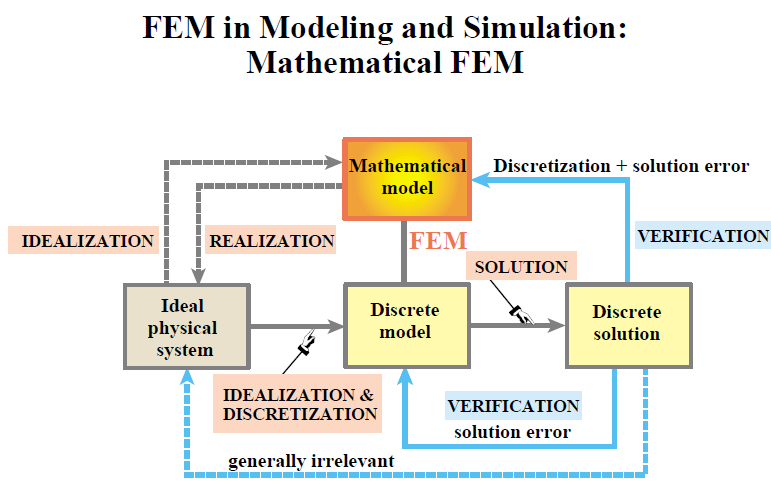 FEM in Modeling and Simulation:
Mathematical FEM
Mathematical
model
Discretization + solution error
IDEALIZATION
REALIZATION
FEM
VERIFICATION
SOLUTION
Ideal
physical
system
Discrete
model
Discrete
solution
IDEALIZATION &
DISCRETIZATION
VERIFICATION
solution error
generally irrelevant